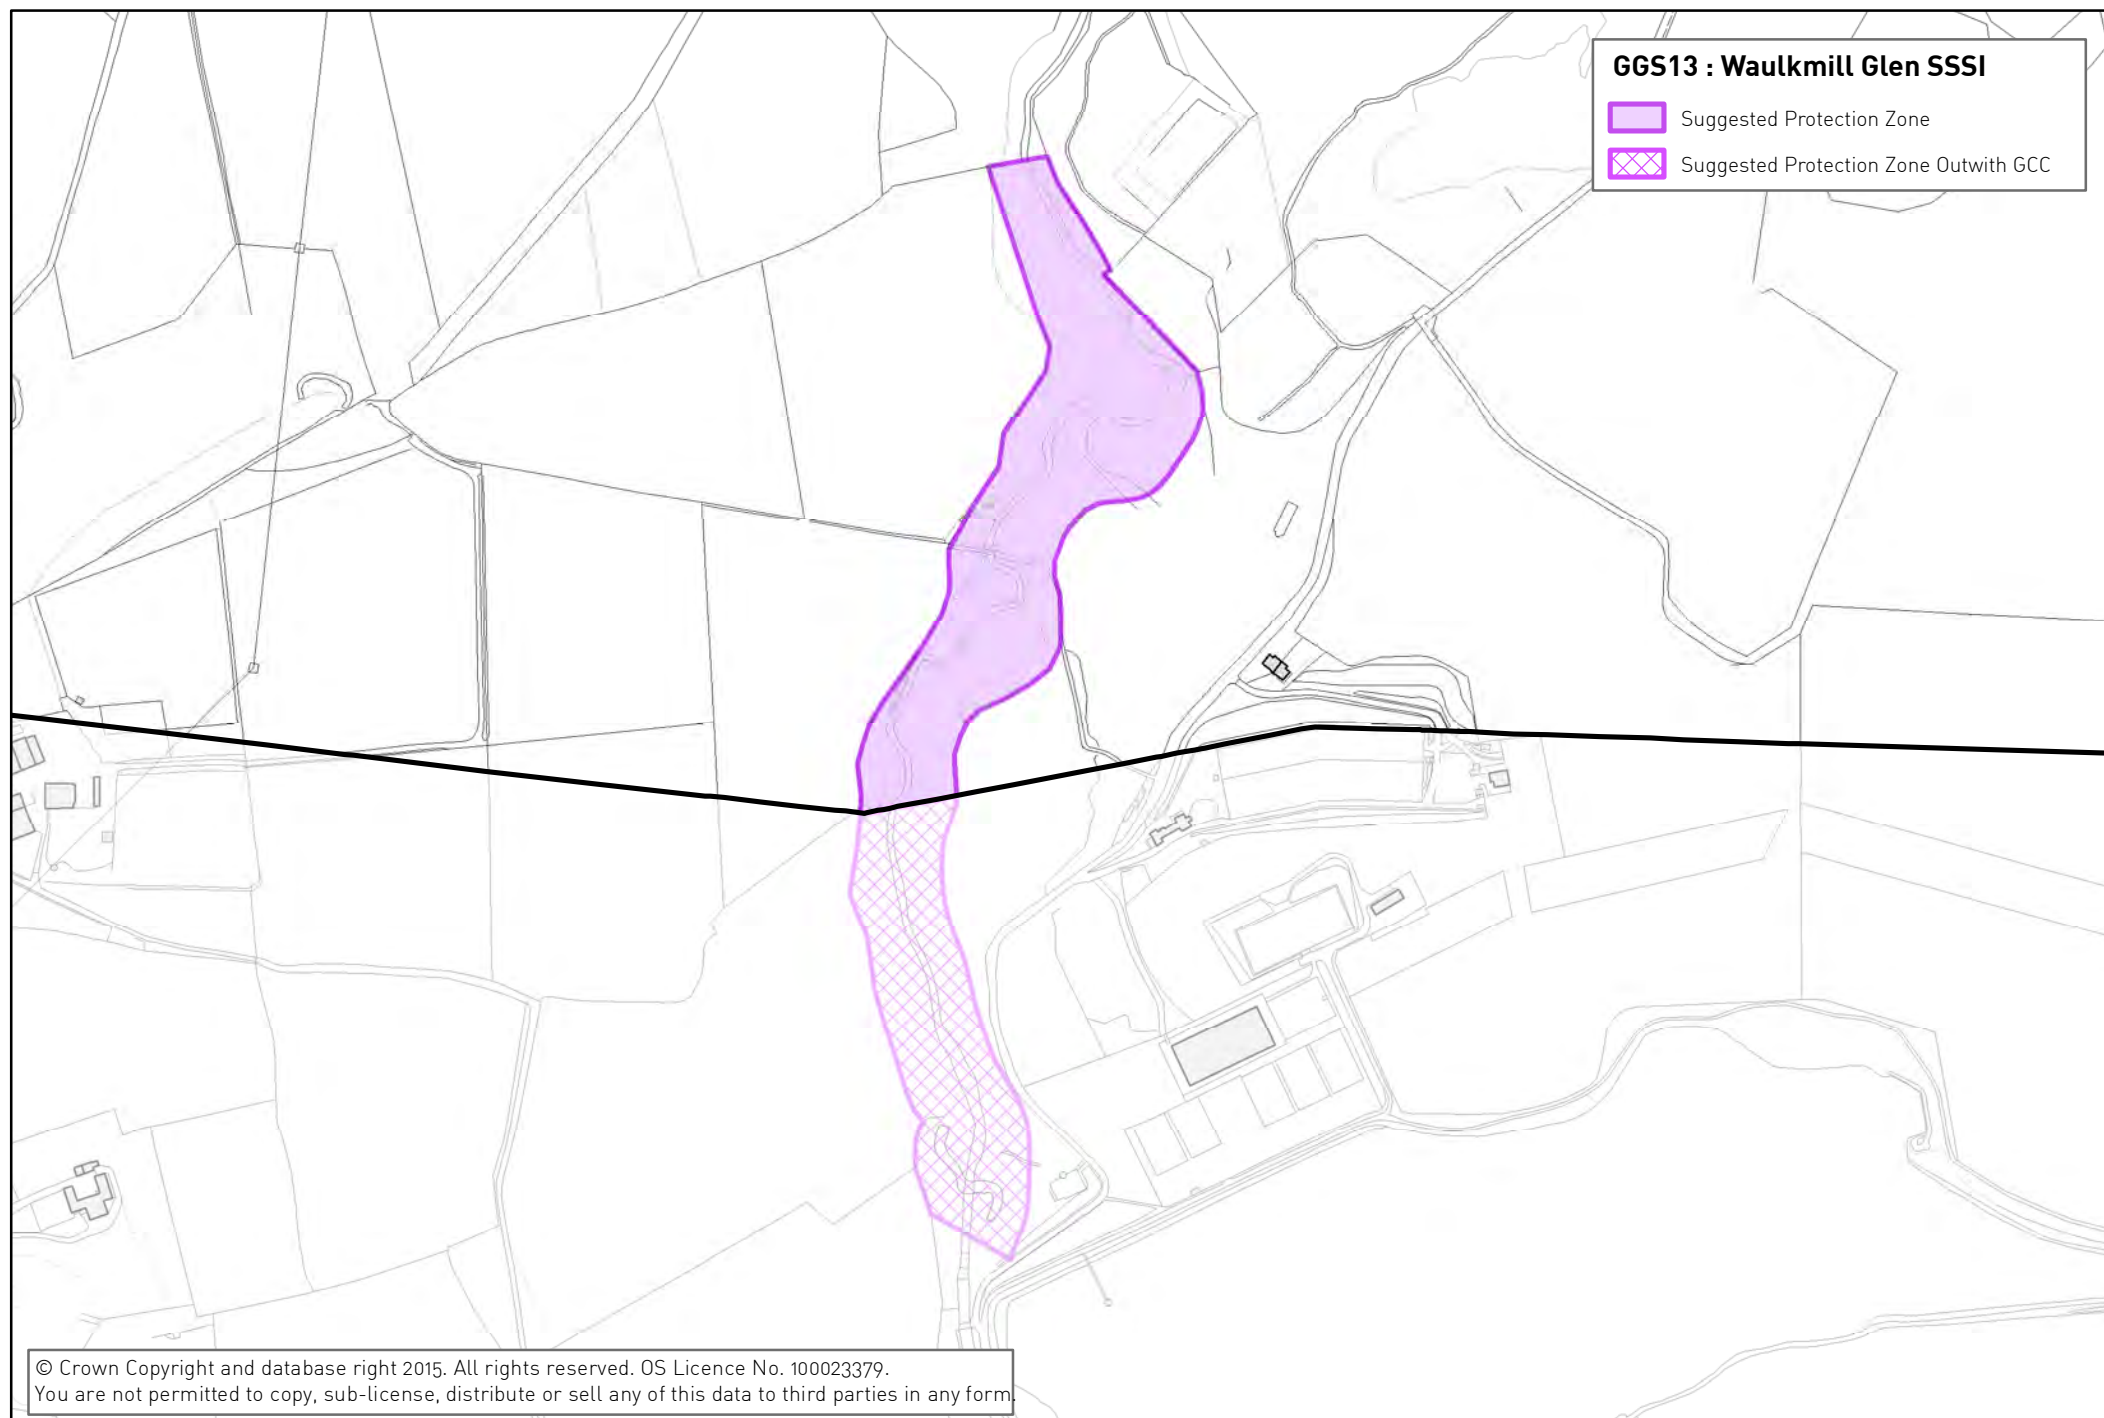 GGS13 : Waulkmill Glen SSSI
Suggested Protection Zone
Suggested Protection Zone Outwith GCC
© Crown Copyright and database right 2015. All rights reserved. OS Licence No. 100023379.
You are not permitted to copy, sub-license, distribute or sell any of this data to third parties in any form.